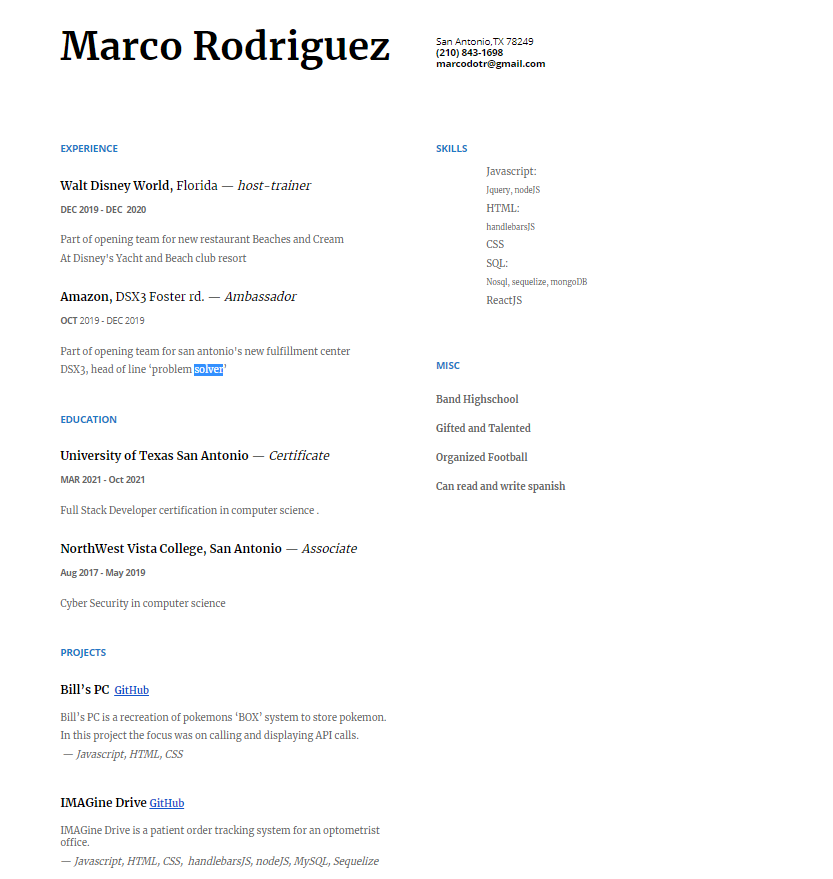 Marco Rodriguez
San Antonio,TX 78249
(210) 843-1698
marcodotr@gmail.com
EXPERIENCE
Walt Disney World, Florida — host-trainer
DEC 2019 - DEC 2020
Part of opening team for new restaurant Beaches and Cream
At Disney's Yacht and Beach club resort
Amazon, DSX3 Foster rd. — Ambassador
OCT 2019 - DEC 2019
Part of opening team for san antonio's new fulfillment center
DSX3, head of line ‘problem solver’
EDUCATION
University of Texas San Antonio — Certificate
MAR 2021 - Oct 2021
Full Stack Developer certification in computer science .
NorthWest Vista College, San Antonio — Associate
Aug 2017 - May 2019
Cyber Security in computer science
PROJECTS
Bill’s PC GitHub
Bill’s PC is a recreation of pokemons ‘BOX’ system to store pokemon.
In this project the focus was on calling and displaying API calls.
— Javascript, HTML, CSS
IMAGine Drive GitHub
IMAGine Drive is a patient order tracking system for an optometrist
office.
— Javascript, HTML, CSS, handlebarsJS, nodeJS, MySQL, Sequelize
SKILLS
Javascript:
Jquery, nodeJS
HTML:
handlebarsJS
CSS
SQL:
Nosql, sequelize, mongoDB
ReactJS
MISC
Band Highschool
Gifted and Talented
Organized Football
Can read and write spanish